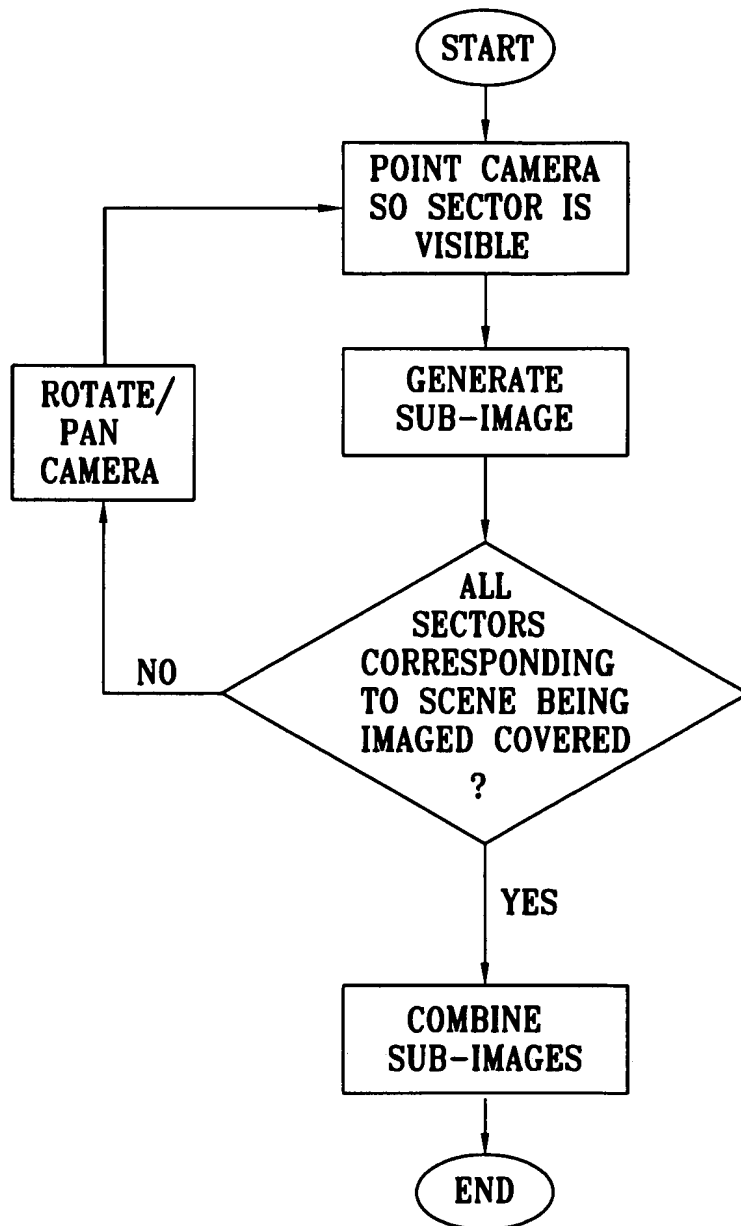 START
POINT CAMERA
SO SECTOR IS
VISIBLE
GENERATE
SUB-IMAGE
ROTATE/
PAN
CAMERA
ALL
SECTORS
CORRESPONDING
TO SCENE BEING
IMAGED COVERED
?
NO
YES
COMBINE
SUB-IMAGES
END